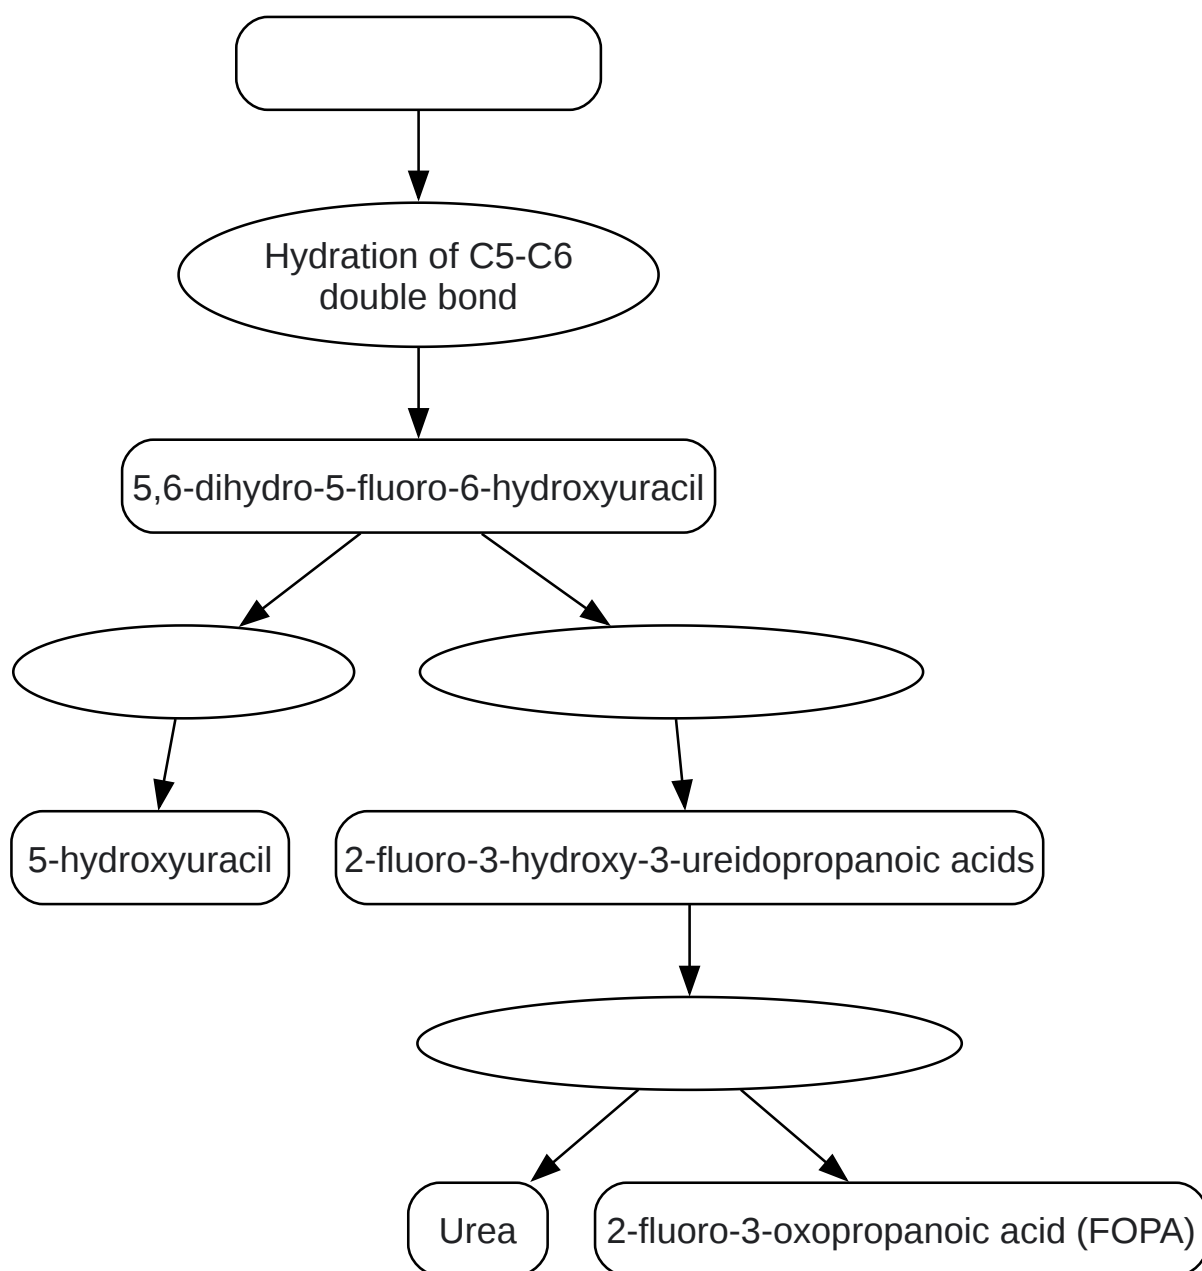 Hydration of C5-C6
double bond
5,6-dihydro-5-fluoro-6-hydroxyuracil
5-hydroxyuracil
2-fluoro-3-hydroxy-3-ureidopropanoic acids
Urea
2-fluoro-3-oxopropanoic acid (FOPA)